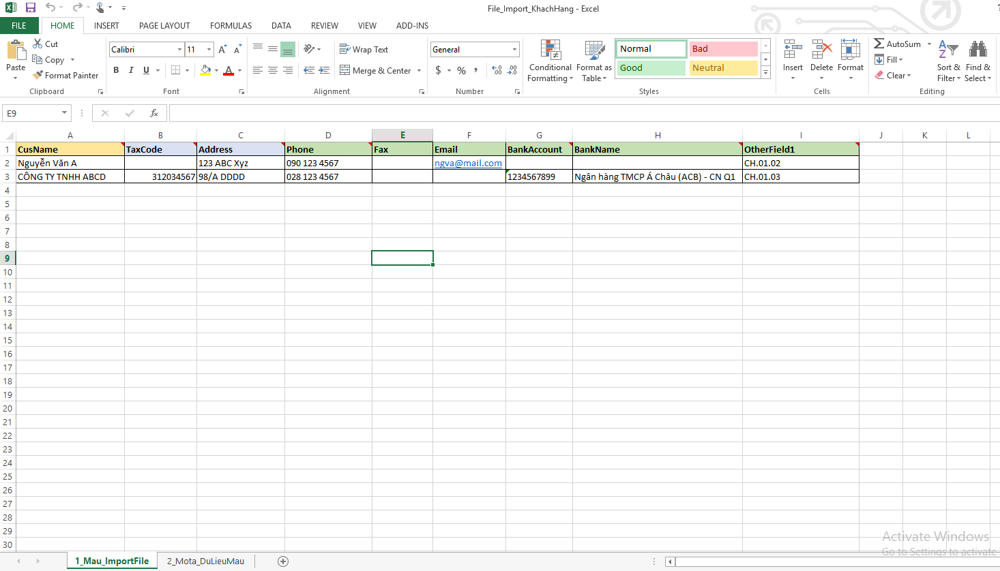 File_Import_KhachHang - Excel
?
FILE HOME INSERT PAGE LAYOUT FORMULAS DATA REVIEW VIEW ADD-INS
Paste
Cut
Copy
Format Painter
Clipboard
Calibri 11
B I U
Font
Wrap Text
Merge & Center
Alignment
General
$ %
Number
Conditional Formatting
Format as Table
Normal Bad
Good Neutral
Styles
Insert Delete Format
Cells
AutoSum
Fill
Clear
Sort & Filter
Find & Select
Editing
E9 fx
A B C D E F G H I J K L
1 CusName TaxCode Address Phone Fax Email BankAccount BankName OtherField1
2 Nguyễn Văn A 123 ABC Xyz 090 123 4567 ngva@mail.com CH.01.02
3 CÔNG TY TNHH ABCD 312034567 98/A DDDD 028 123 4567 1234567899 Ngân hàng TMCP Á Châu (ACB) - CN Q1 CH.01.03
4
5
6
7
8
9
10
11
12
13
14
15
16
17
18
19
20
21
22
23
24
25
26
27
28
29
30
Activate Windows
Go to Settings to activate
1_Mau_ImportFile 2_Mota_DuLieuMau